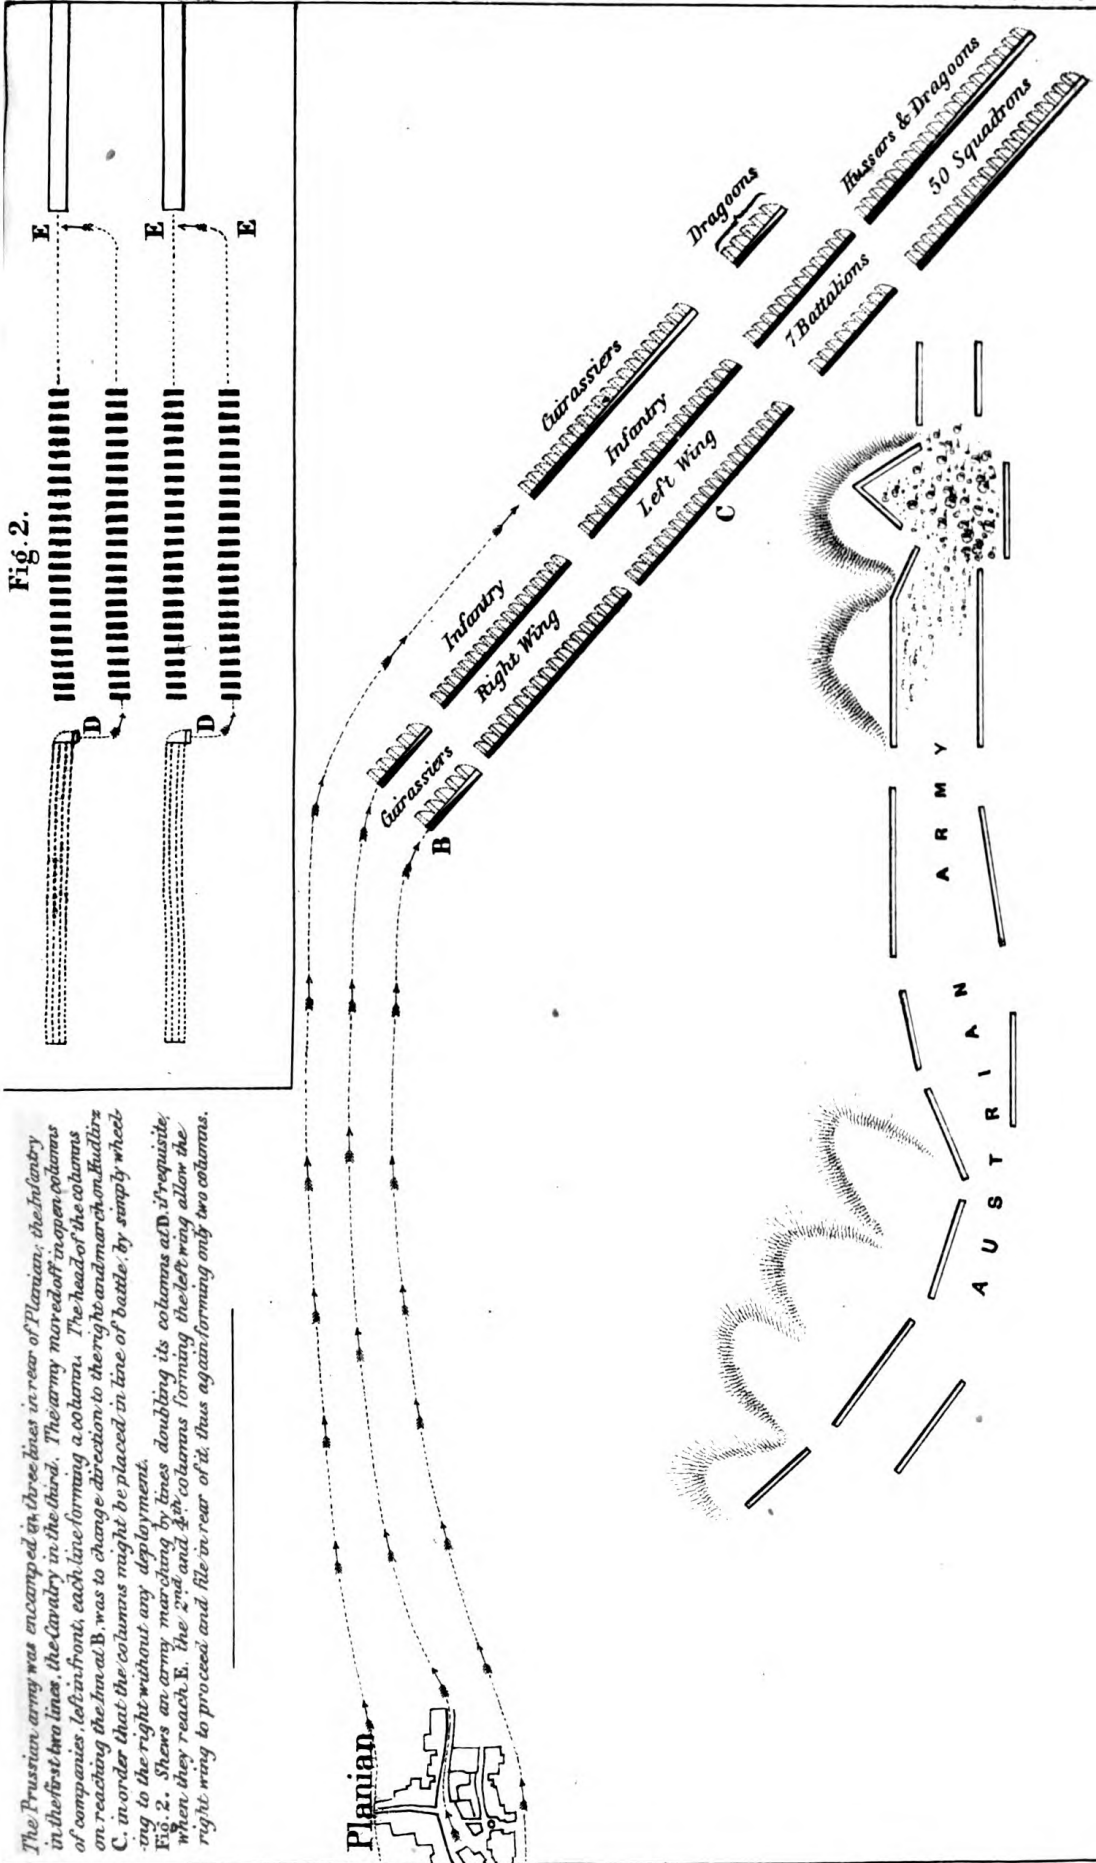 The Prussian army was encamped in three lines in rear of Planian; the Infantry
in the first two lines, the Cavalry in the third. The army moved off in open columns
of companies, left in front, each line forming a column. The head of the columns
on reaching the Inn at B, was to change direction to the right and march on Hudlirz
C. in order that the columns might be placed in line of battle, by simply wheel-
ing to the right without any deployment.
Fig. 2. Shews an army marching by lines doubling its columns at D. if requisite,
when they reach E. the 2nd and 4th columns forming the left wing allow the
right wing to proceed and file in rear of it, thus again forming only two columns.
Fig. 2.
D
D
E
E
E
Planian
B
Cuirassiers
Infantry
Right Wing
Cuirassiers
Infantry
Left Wing
C
Dragoons
7 Battalions
Hussars & Dragoons
50 Squadrons
AUSTRIAN ARMY